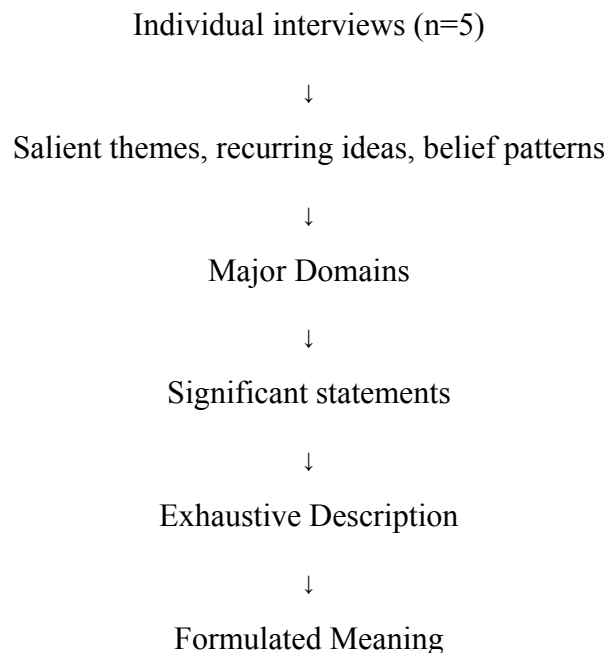 Individual interviews (n=5)
↓
Salient themes, recurring ideas, belief patterns
↓
Major Domains
↓
Significant statements
↓
Exhaustive Description
↓
Formulated Meaning